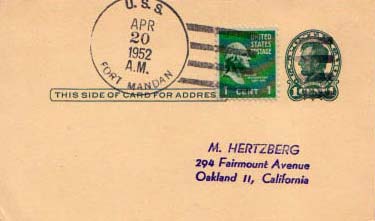 U.S.S.
APR
20
1952
A.M.
FORT MANDAN
UNITED
STATES
POSTAGE
1 CENT 1
THIS SIDE OF CARD FOR ADDRES
M. HERTZBERG
294 Fairmount Avenue
Oakland 11, California